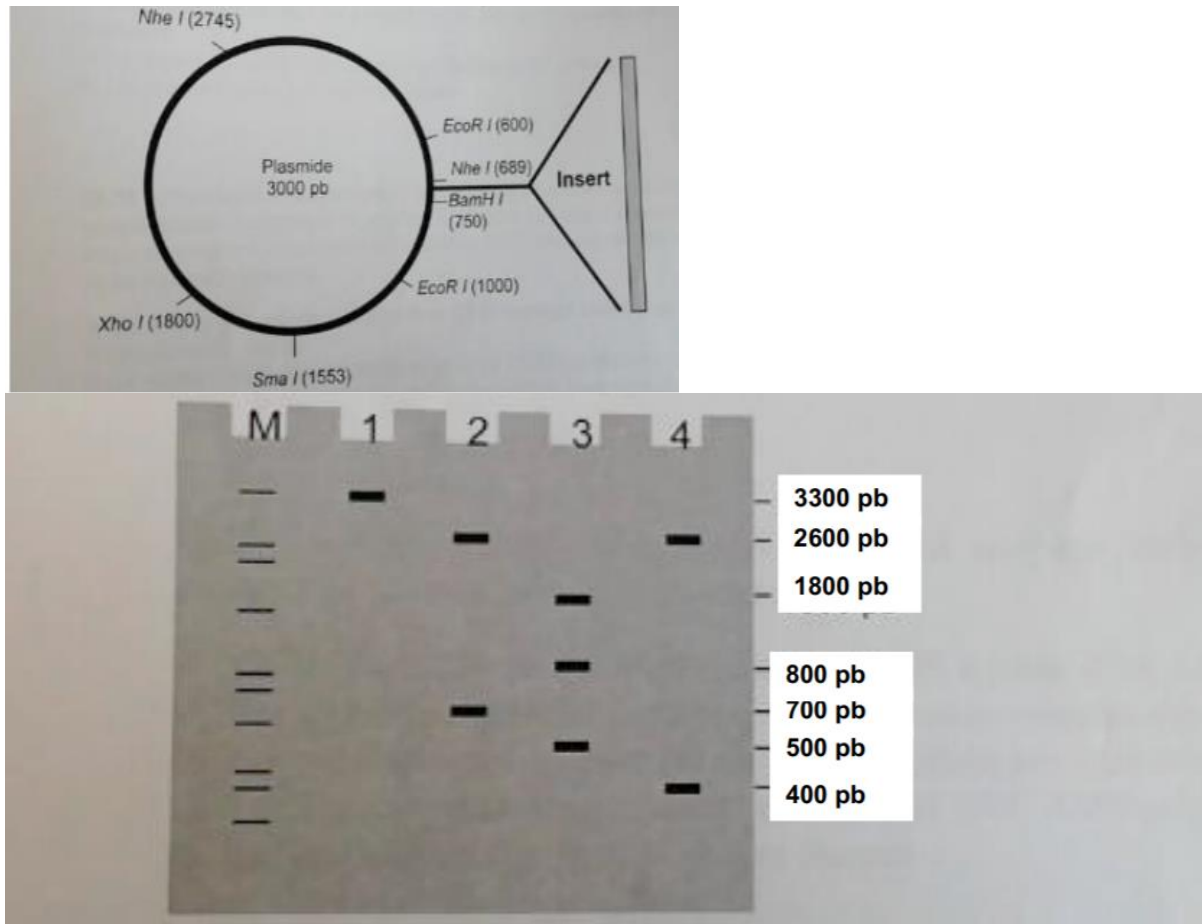 Nhe I (2745)
EcoR I (600)
Plasmide
3000 pb
Nhe I (689)
Insert
BamH I
(750)
EcoR I (1000)
Xho I (1800)
Sma I (1553)
M 1 2 3 4
3300 pb
2600 pb
1800 pb
800 pb
700 pb
500 pb
400 pb